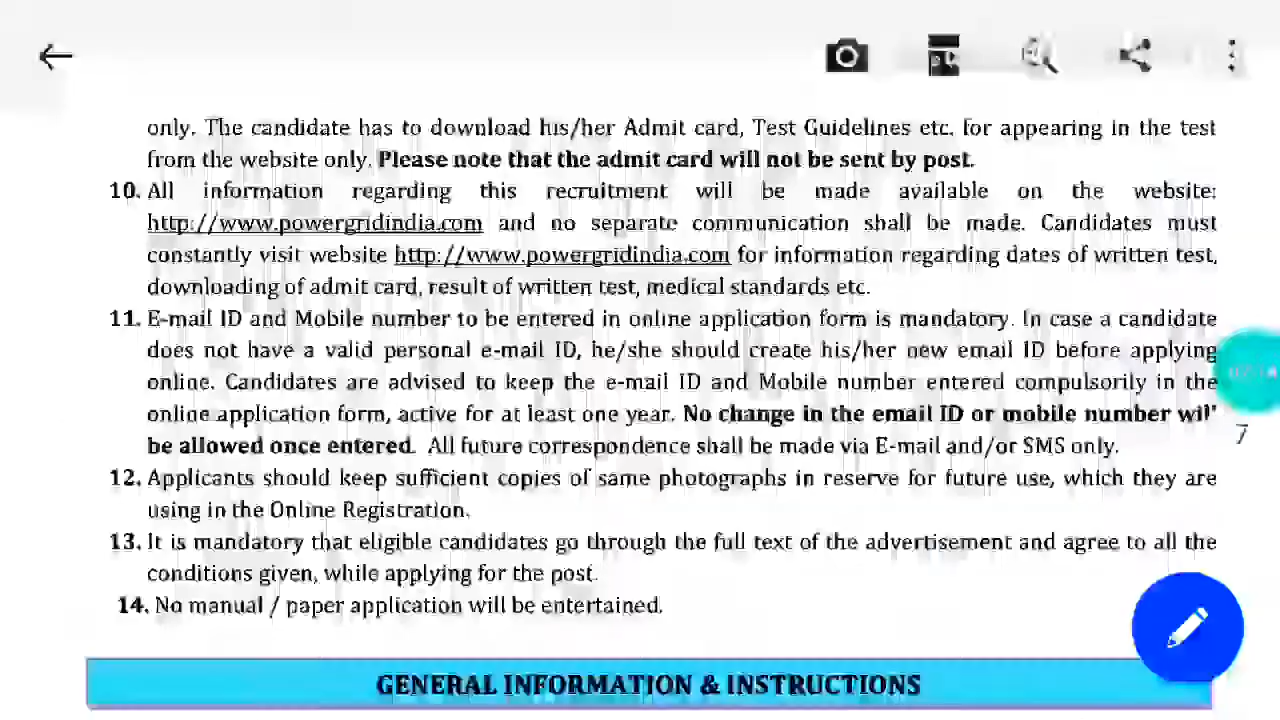 only. The candidate has to download his/her Admit card, Test Guidelines etc. for appearing in the test
from the website only. Please note that the admit card will not be sent by post.
10. All information regarding this recruitment will be made available on the website:
http://www.powergridindia.com and no separate communication shall be made. Candidates must
constantly visit website http://www.powergridindia.com for information regarding dates of written test,
downloading of admit card, result of written test, medical standards etc.
11. E-mail ID and Mobile number to be entered in online application form is mandatory. In case a candidate
does not have a valid personal e-mail ID, he/she should create his/her new email ID before applying
online. Candidates are advised to keep the e-mail ID and Mobile number entered compulsorily in the
online application form, active for at least one year. No change in the email ID or mobile number will
7
be allowed once entered. All future correspondence shall be made via E-mail and/or SMS only.
12. Applicants should keep sufficient copies of same photographs in reserve for future use, which they are
using in the Online Registration.
13. It is mandatory that eligible candidates go through the full text of the advertisement and agree to all the
conditions given, while applying for the post.
14. No manual / paper application will be entertained.
GENERAL INFORMATION & INSTRUCTIONS